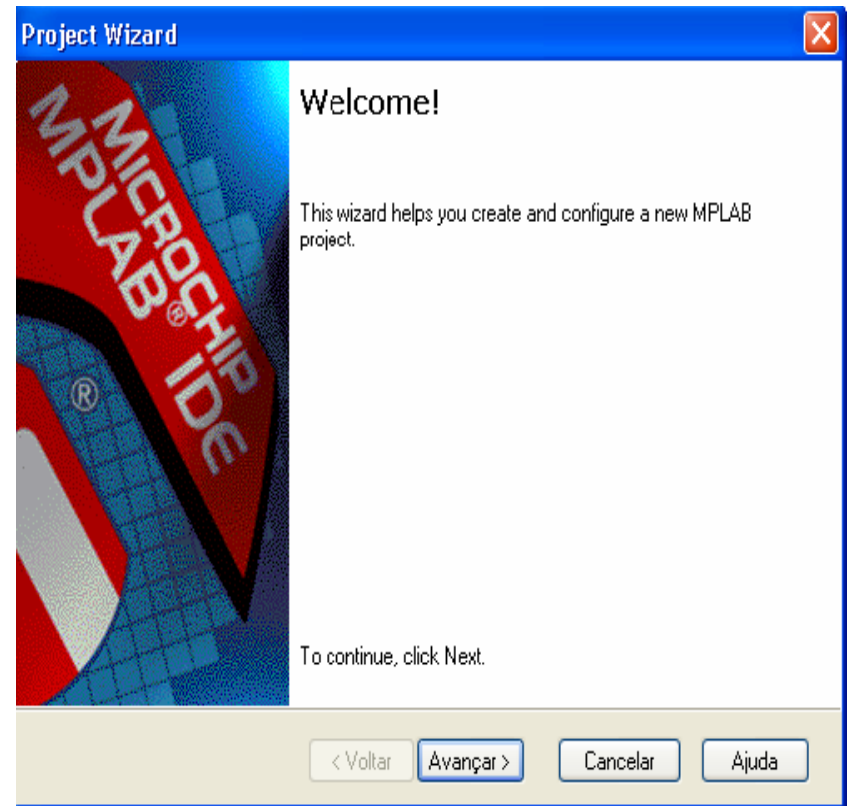 Project Wizard
MICROCHIP
MPLAB® IDE
®
Welcome!
This wizard helps you create and configure a new MPLAB
project.
To continue, click Next.
< Voltar
Avançar >
Cancelar
Ajuda